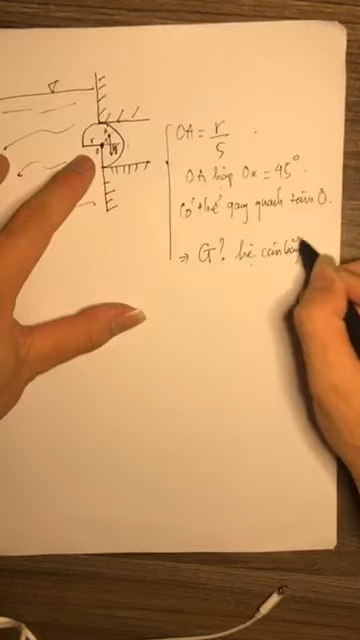 r
O
OA = r/5
OA hợp Ox = 45°
Có thể quay quanh tâm O.
⇒ G? hệ cân bằng